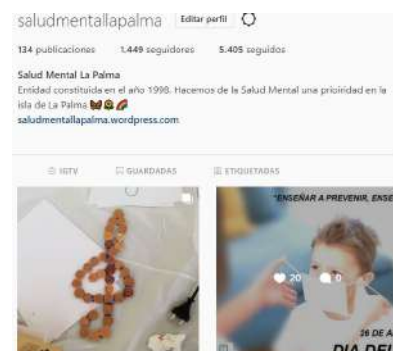 saludmentallapalma Editar perfil
134 publicaciones 1.449 seguidores 5.405 seguidos
Salud Mental La Palma
Entidad constituida en el año 1998. Hacemos de la Salud Mental una prioridad en la
isla de La Palma 🦋🌻🌈
saludmentallapalma.wordpress.com
IGTV GUARDADAS ETIQUETADAS
"ENSEÑAR A PREVENIR, ENSE
20 0
26 DE A
DIA DEL